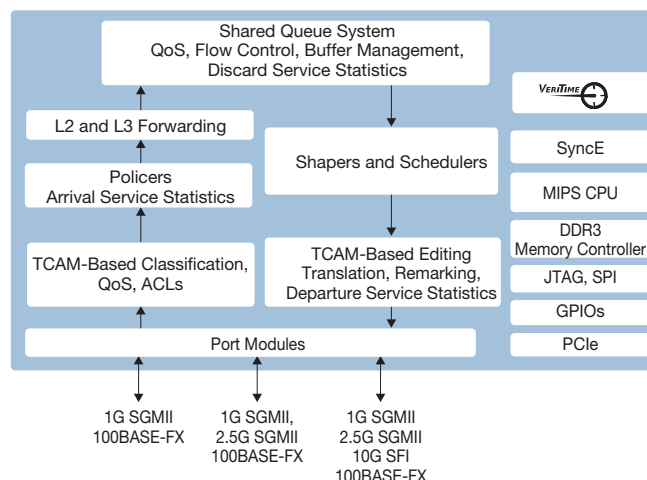 Shared Queue System
QoS, Flow Control, Buffer Management,
Discard Service Statistics
L2 and L3 Forwarding
Policers
Arrival Service Statistics
TCAM-Based Classification,
QoS, ACLs
Shapers and Schedulers
TCAM-Based Editing
Translation, Remarking,
Departure Service Statistics
Port Modules
1G SGMII
100BASE-FX
1G SGMII,
2.5G SGMII
100BASE-FX
1G SGMII
2.5G SGMII
10G SFI
100BASE-FX
VERITIME
SyncE
MIPS CPU
DDR3
Memory Controller
JTAG, SPI
GPIOs
PCIe